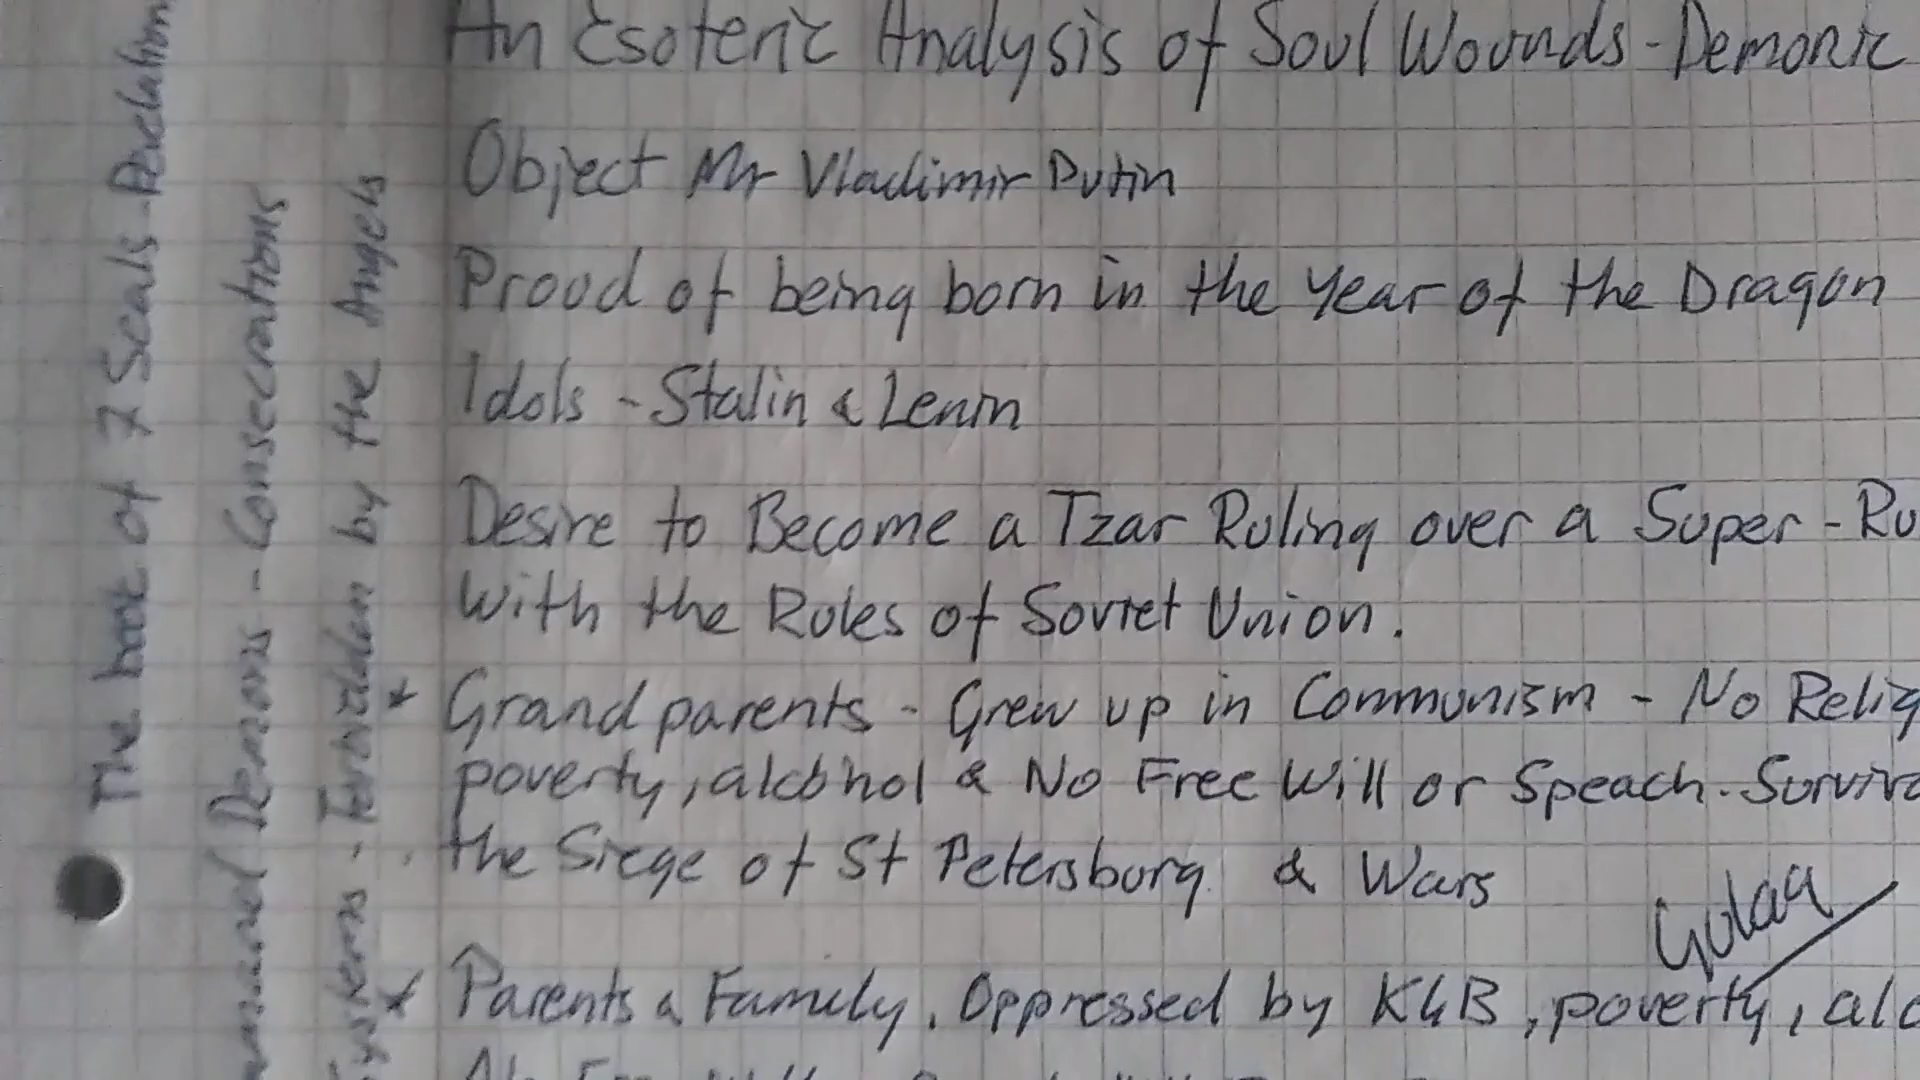 An Esoteric Analysis of Soul Wounds - Demonic
Object Mr Vladimir Putin
Proud of being born in the Year of the Dragon
Idols - Stalin & Lenin
Desire to Become a Tzar Ruling over a Super - Ru
With the Rules of Soviet Union.
* Grandparents - Grew up in Communism - No Relig
poverty, alcohol & No Free Will or Speach. Surviv
the Siege of St Petersburg & Wars
Gulag
* Parents & Family. Oppressed by KGB, poverty, alc
The book of 7 Seals - Revelation
Demons - Consecrations
Systems - Forbidden by the Angels